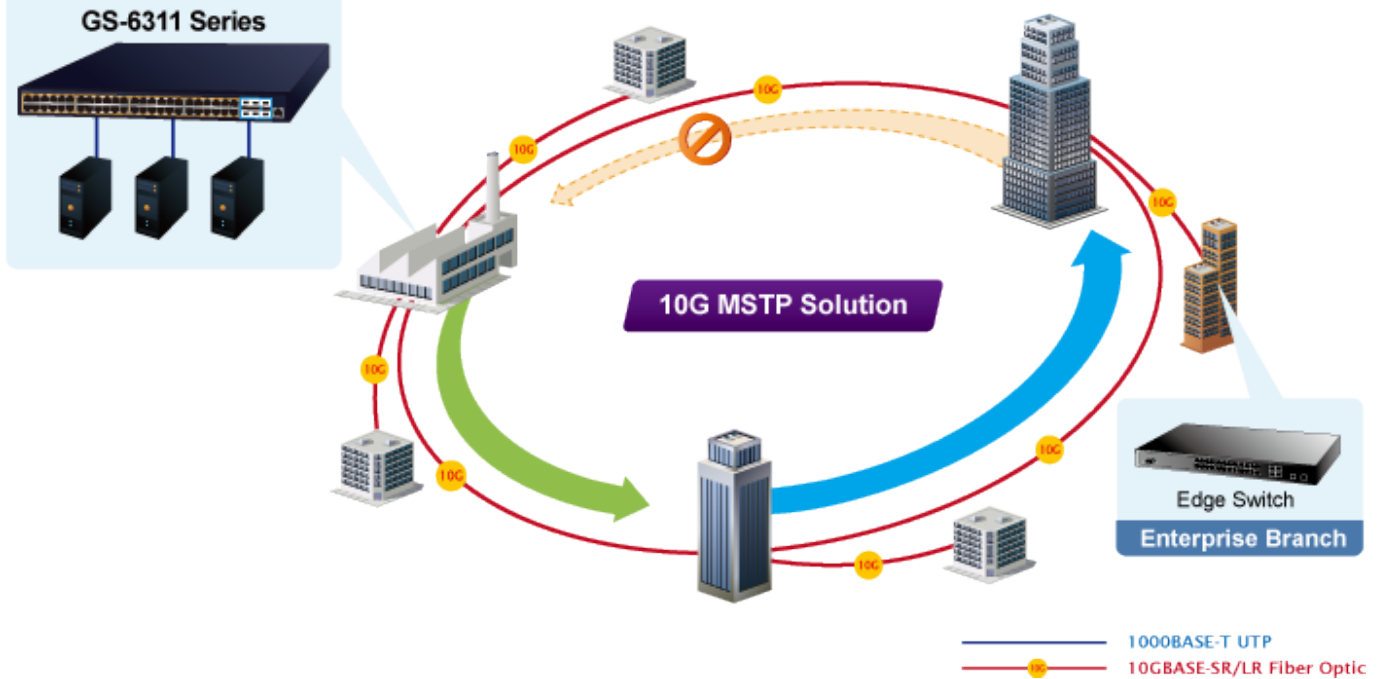 GS-6311 Series
10G
10G
10G
10G MSTP Solution
10G
10G
10G
10G
Edge Switch
Enterprise Branch
1000BASE-T UTP
10G
10GBASE-SR/LR Fiber Optic